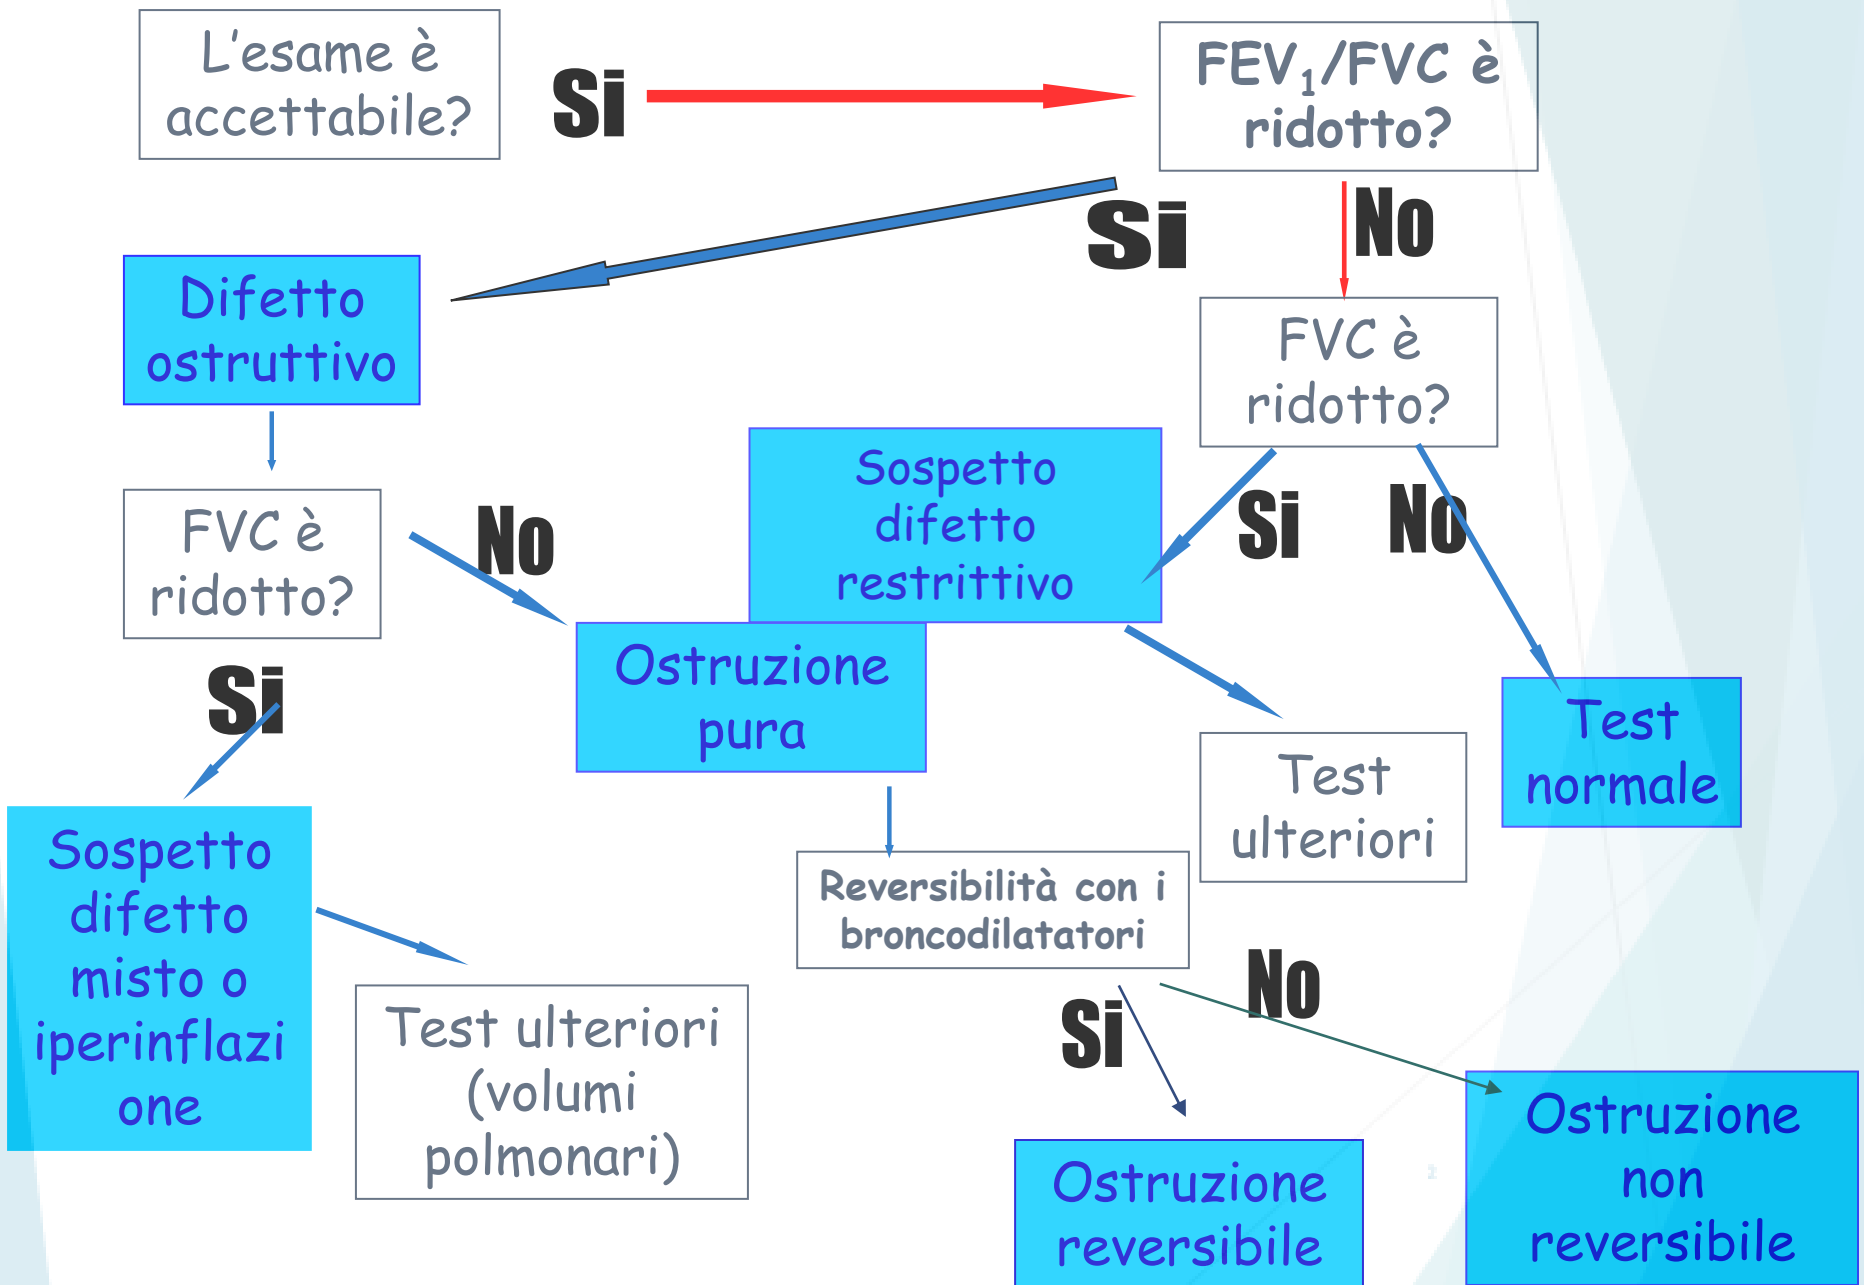 L'esame è
accettabile?
Si
FEV₁/FVC è
ridotto?
Si
No
Difetto
ostruttivo
FVC è
ridotto?
Sospetto
difetto
restrittivo
Si
No
FVC è
ridotto?
No
Ostruzione
pura
Si
Test
normale
Test
ulteriori
Sospetto
difetto
misto o
iperinflazi
one
Reversibilità con i
broncodilatatori
No
Si
Test ulteriori
(volumi
polmonari)
Ostruzione
reversibile
Ostruzione
non
reversibile